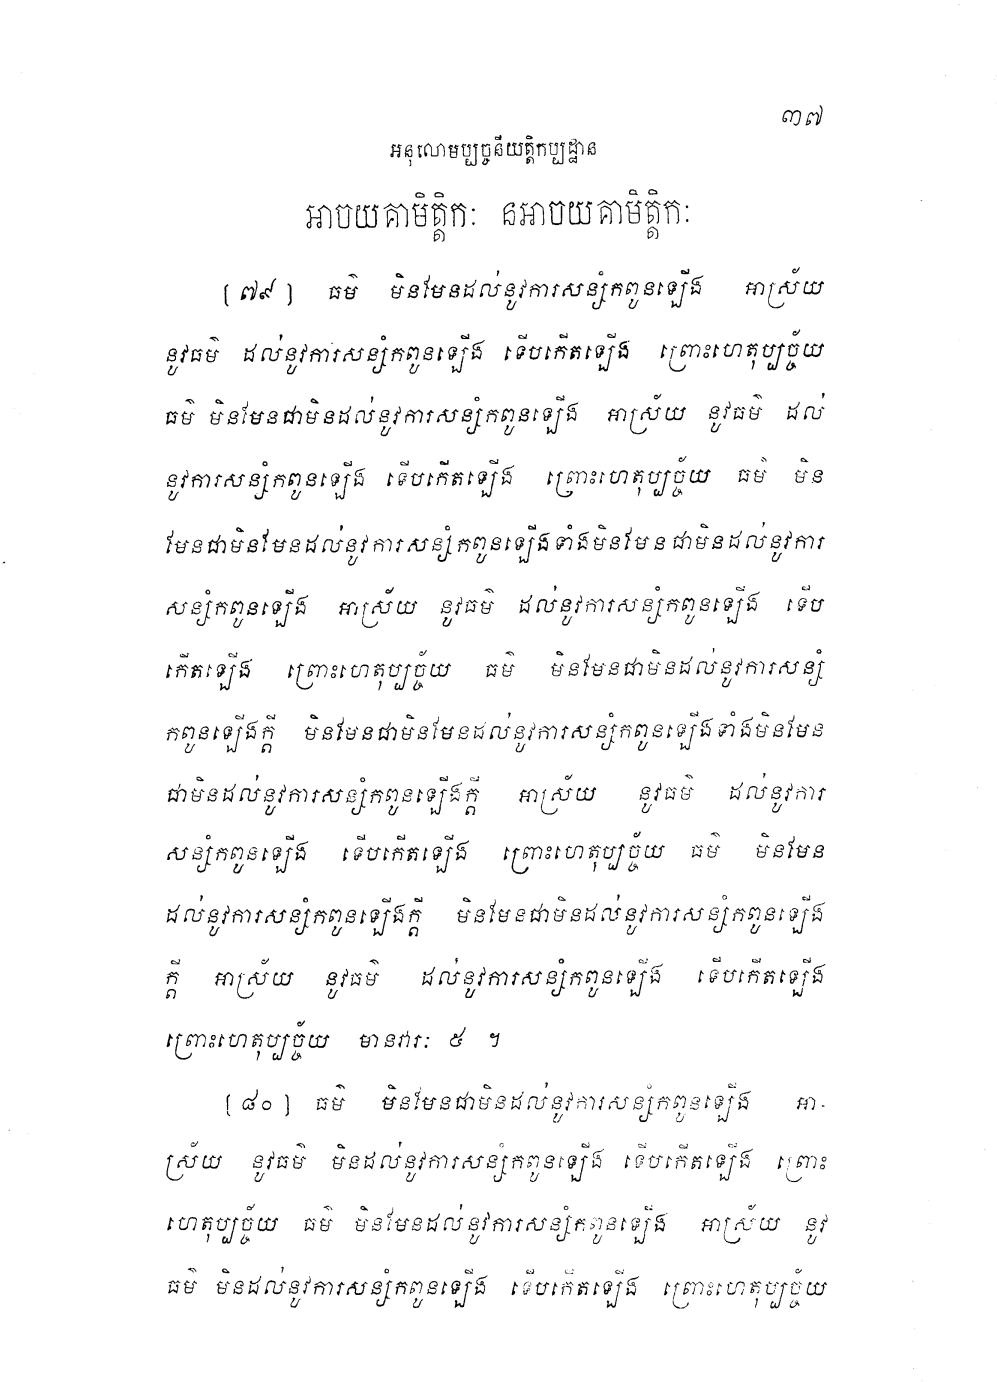 ៣៧
អនុលោមប្បច្ចនីយត្តិកប្បដ្ឋាន
អាចយគាមិត្តិកៈ នអាចយគាមិត្តិកៈ
[៧៩] ធម៌ មិនមែនដល់នូវការសន្សំកពូនឡើង អាស្រ័យ
នូវធម៌ ដល់នូវការសន្សំកពូនឡើង ទើបកើតឡើង ព្រោះហេតុប្បច្ច័យ
ធម៌ មិនមែនជាមិនដល់នូវការសន្សំកពូនឡើង អាស្រ័យ នូវធម៌ ដល់
នូវការសន្សំកពូនឡើង ទើបកើតឡើង ព្រោះហេតុប្បច្ច័យ ធម៌ មិន
មែនជាមិនមែនដល់នូវការសន្សំកពូនឡើងទាំងមិនមែនជាមិនដល់នូវការ
សន្សំកពូនឡើង អាស្រ័យ នូវធម៌ ដល់នូវការសន្សំកពូនឡើង ទើប
កើតឡើង ព្រោះហេតុប្បច្ច័យ ធម៌ មិនមែនជាមិនដល់នូវការសន្សំ
កពូនឡើងក្តី មិនមែនជាមិនមែនដល់នូវការសន្សំកពូនឡើងទាំងមិនមែន
ជាមិនដល់នូវការសន្សំកពូនឡើងក្តី អាស្រ័យ នូវធម៌ ដល់នូវការ
សន្សំកពូនឡើង ទើបកើតឡើង ព្រោះហេតុប្បច្ច័យ ធម៌ មិនមែន
ដល់នូវការសន្សំកពូនឡើងក្តី មិនមែនជាមិនដល់នូវការសន្សំកពូនឡើង
ក្តី អាស្រ័យ នូវធម៌ ដល់នូវការសន្សំកពូនឡើង ទើបកើតឡើង
ព្រោះហេតុប្បច្ច័យ មានវារៈ ៥ ។
[៨០] ធម៌ មិនមែនជាមិនដល់នូវការសន្សំកពូនឡើង អា-
ស្រ័យ នូវធម៌ មិនដល់នូវការសន្សំកពូនឡើង ទើបកើតឡើង ព្រោះ
ហេតុប្បច្ច័យ ធម៌ មិនមែនដល់នូវការសន្សំកពូនឡើង អាស្រ័យ នូវ
ធម៌ មិនដល់នូវការសន្សំកពូនឡើង ទើបកើតឡើង ព្រោះហេតុប្បច្ច័យ